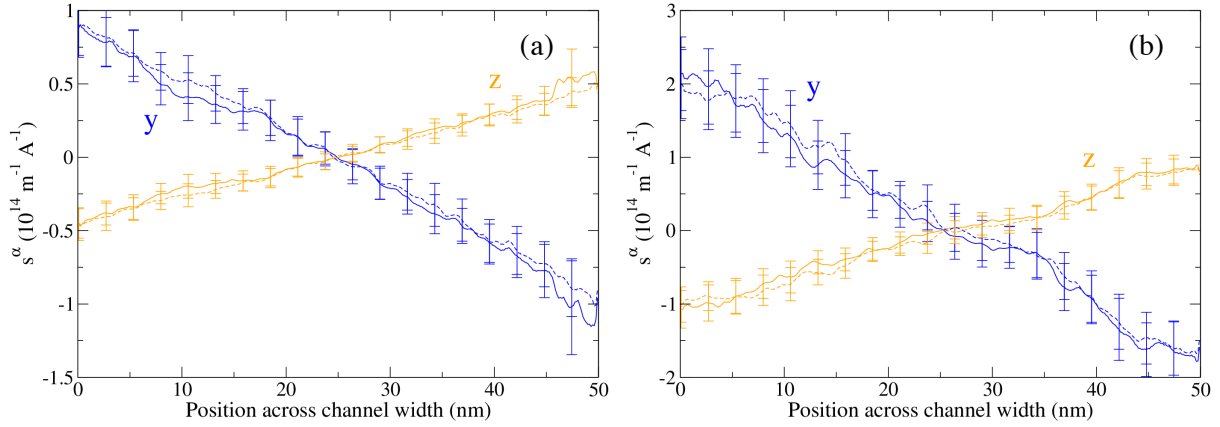 1
0.5
0
-0.5
-1
-1.5
0
10
20
30
40
50
s^α (10^14 m^-1 A^-1)
Position across channel width (nm)
(a)
y
z
3
2
1
0
-1
-2
0
10
20
30
40
50
s^α (10^14 m^-1 A^-1)
Position across channel width (nm)
(b)
y
z